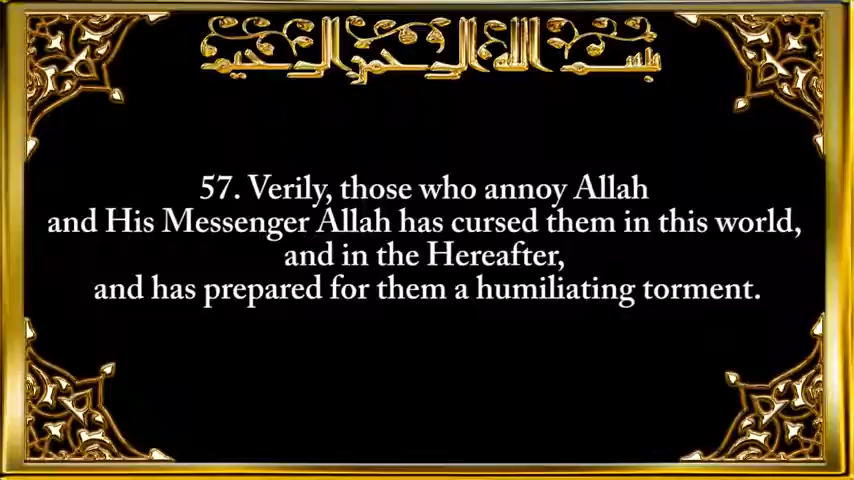 بسم الله الرحمن الرحيم
57. Verily, those who annoy Allah
and His Messenger Allah has cursed them in this world,
and in the Hereafter,
and has prepared for them a humiliating torment.